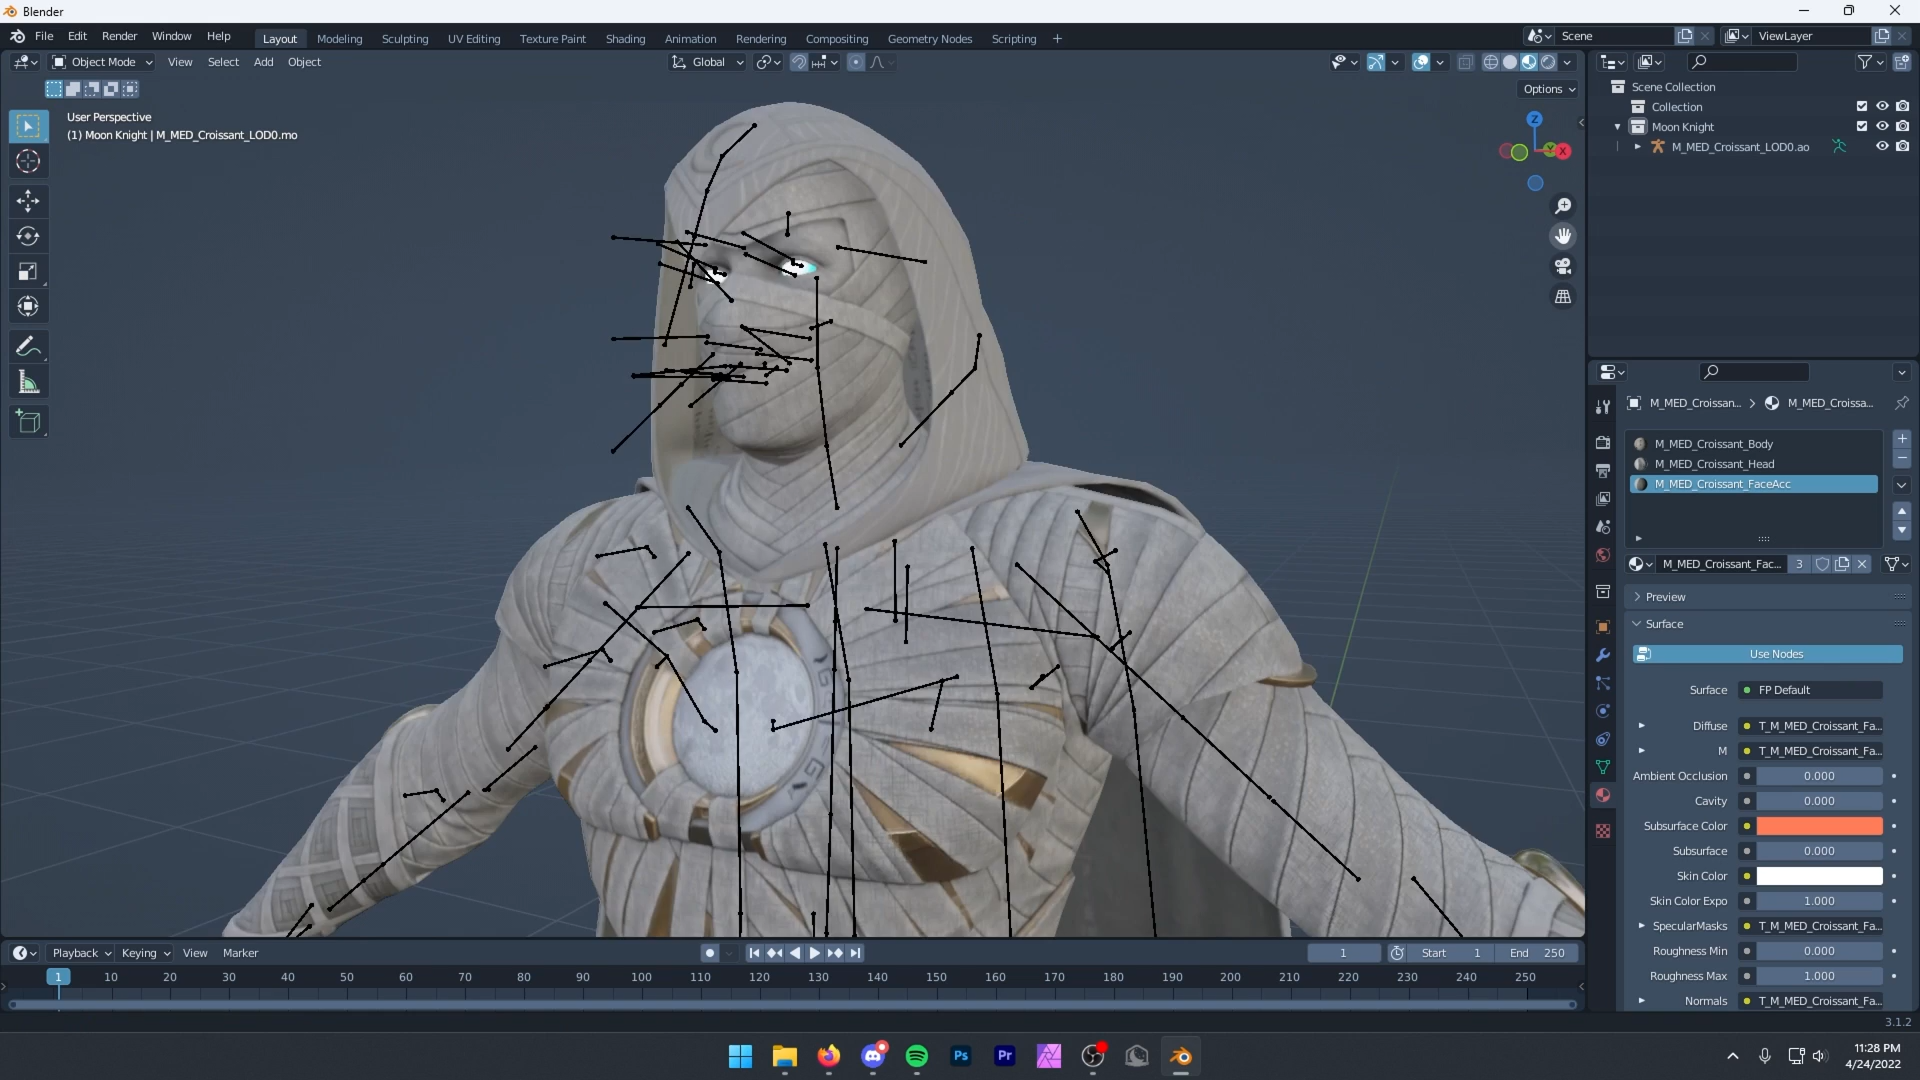 Blender
File Edit Render Window Help
Layout Modeling Sculpting UV Editing Texture Paint Shading Animation Rendering Compositing Geometry Nodes Scripting +
Scene
ViewLayer
Object Mode View Select Add Object
Global
Options
User Perspective
(1) Moon Knight | M_MED_Croissant_LOD0.mo
Z
Y
X
Scene Collection
Collection
Moon Knight
M_MED_Croissant_LOD0.ao
M_MED_Croissan... > M_MED_Croissa...
M_MED_Croissant_Body
M_MED_Croissant_Head
M_MED_Croissant_FaceAcc
M_MED_Croissant_Fac... 3
Preview
Surface
Use Nodes
Surface FP Default
Diffuse T_M_MED_Croissant_Fa...
M T_M_MED_Croissant_Fa...
Ambient Occlusion 0.000
Cavity 0.000
Subsurface Color
Subsurface 0.000
Skin Color
Skin Color Expo 1.000
SpecularMasks T_M_MED_Croissant_Fa...
Roughness Min 0.000
Roughness Max 1.000
Normals T_M_MED_Croissant_Fa...
Playback Keying View Marker
1 Start 1 End 250
1 10 20 30 40 50 60 70 80 90 100 110 120 130 140 150 160 170 180 190 200 210 220 230 240 250
3.1.2
Ps
Pr
11:28 PM
4/24/2022